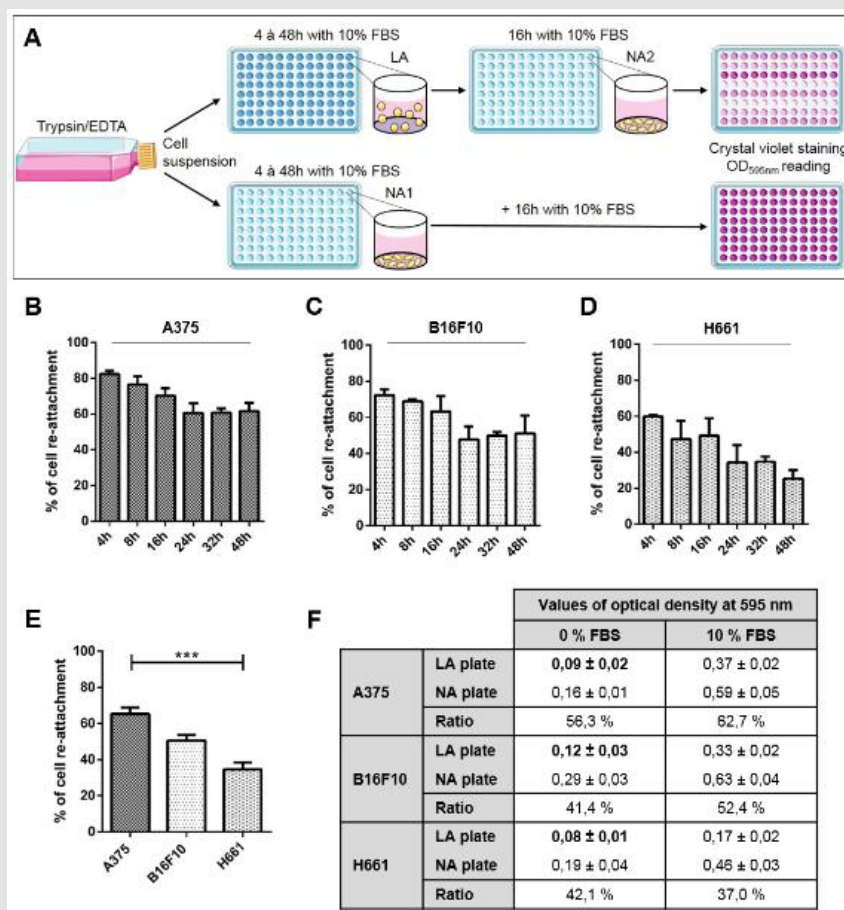 A
4 à 48h with 10% FBS
16h with 10% FBS
LA
NA2
Trypsin/EDTA
Cell
suspension
Crystal violet staining
OD595nm reading
4 à 48h with 10% FBS
NA1
+ 16h with 10% FBS
B
A375
% of cell re-attachment
100
80
60
40
20
0
4h 8h 16h 24h 32h 48h
C
B16F10
% of cell re-attachment
100
80
60
40
20
0
4h 8h 16h 24h 32h 48h
D
H661
% of cell re-attachment
100
80
60
40
20
0
4h 8h 16h 24h 32h 48h
E
% of cell re-attachment
100
80
60
40
20
0
***
A375 B16F10 H661
F
Values of optical density at 595 nm
0 % FBS 10 % FBS
A375
LA plate 0,09 ± 0,02 0,37 ± 0,02
NA plate 0,16 ± 0,01 0,59 ± 0,05
Ratio 56,3 % 62,7 %
B16F10
LA plate 0,12 ± 0,03 0,33 ± 0,02
NA plate 0,29 ± 0,03 0,63 ± 0,04
Ratio 41,4 % 52,4 %
H661
LA plate 0,08 ± 0,01 0,17 ± 0,02
NA plate 0,19 ± 0,04 0,46 ± 0,03
Ratio 42,1 % 37,0 %